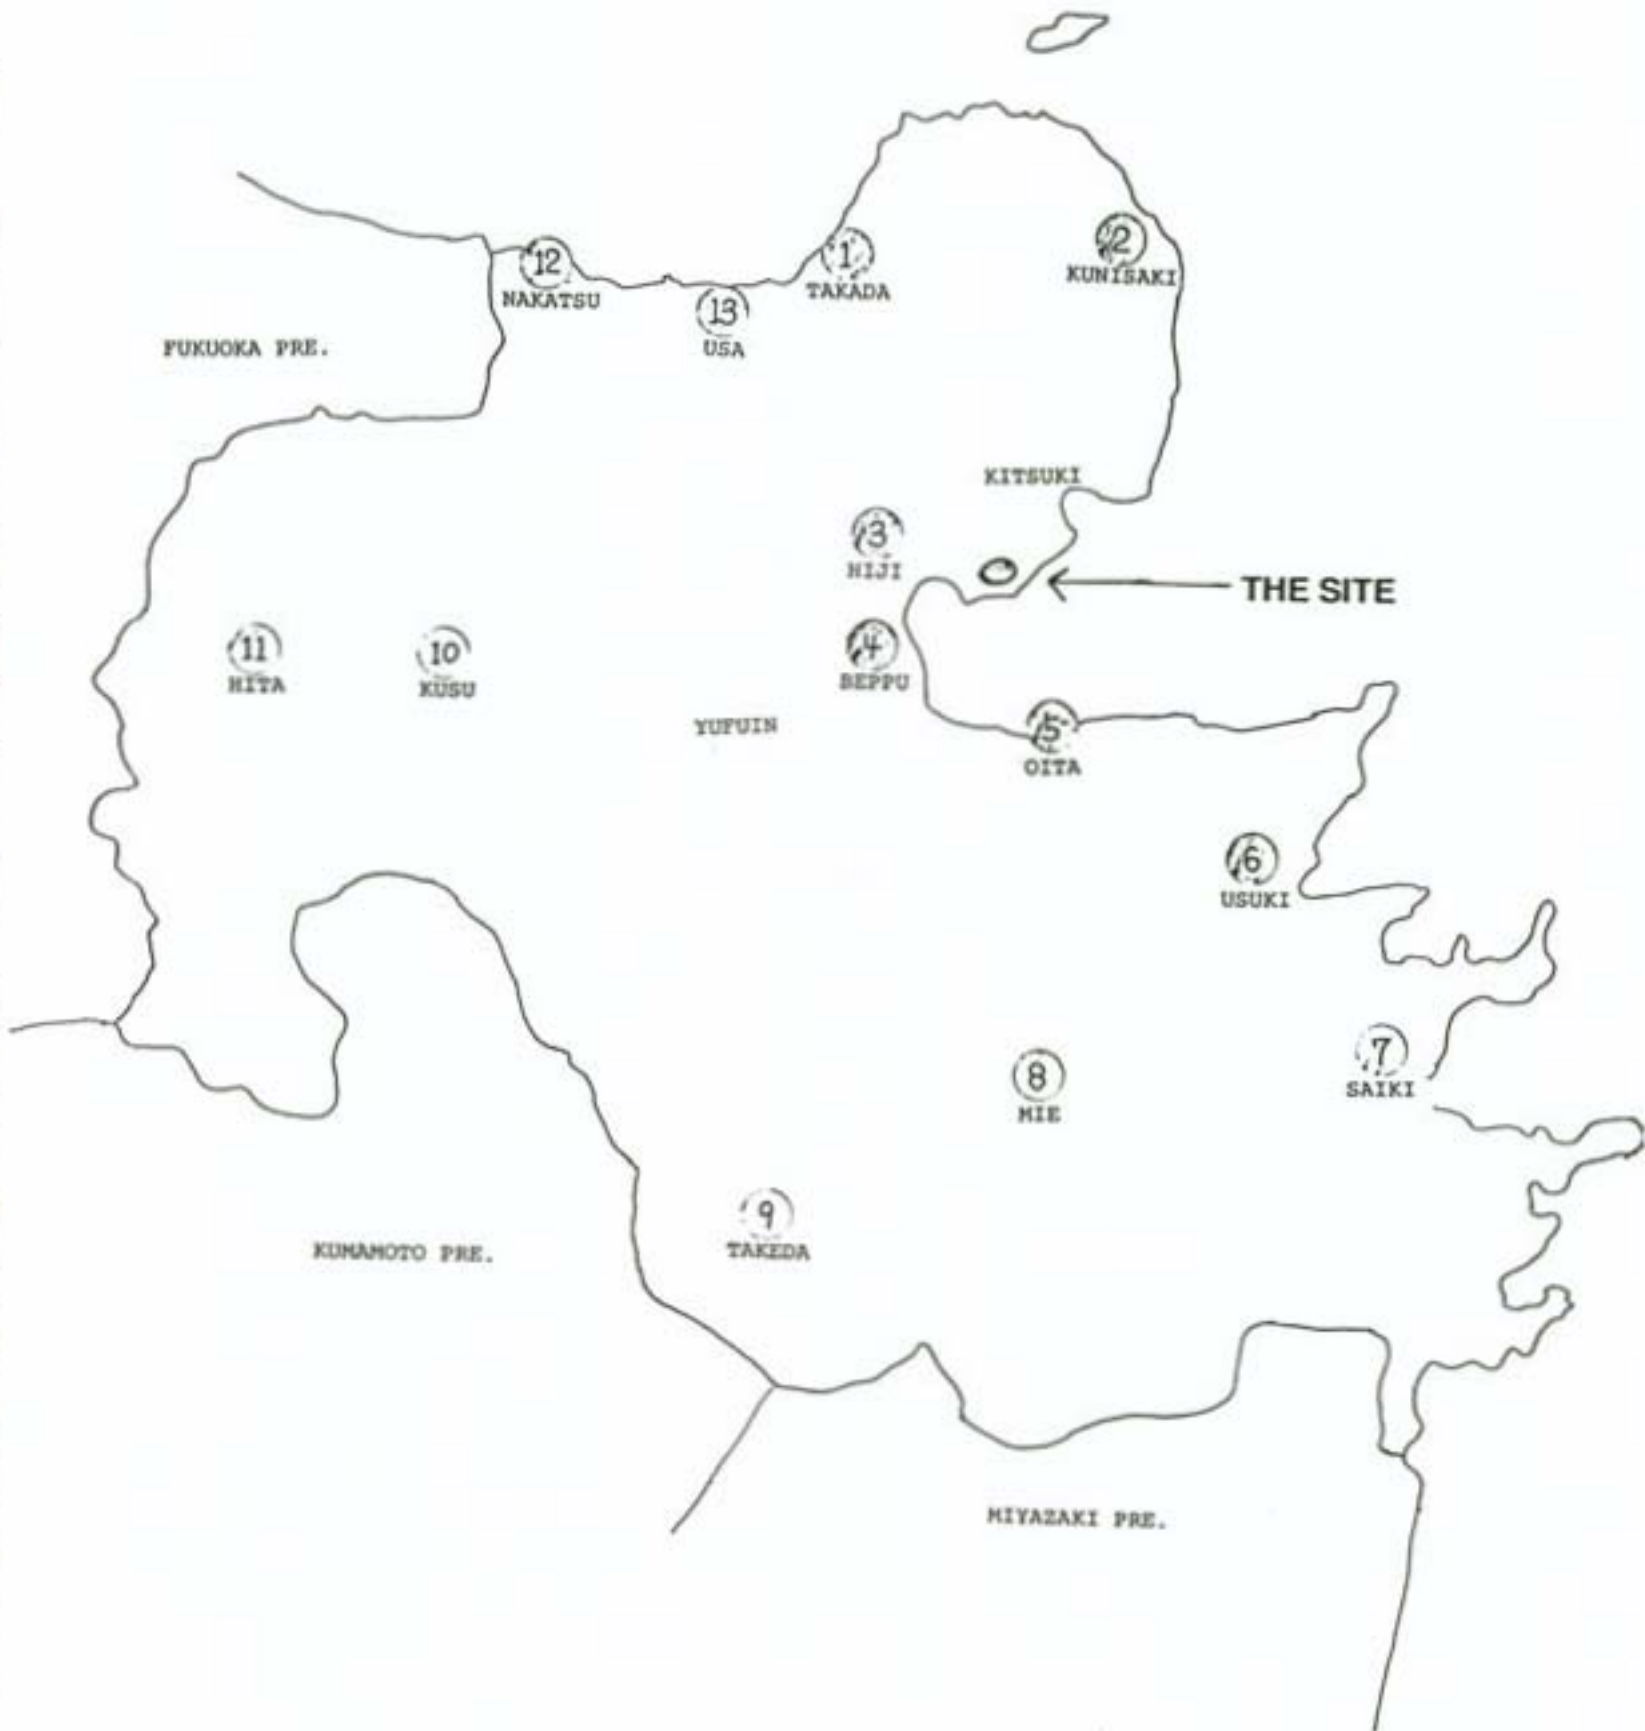 2
KUNISAKI
1
TAKADA
12
NAKATSU
13
USA
FUKUOKA PRE.
KITSUKI
3
HIJI
THE SITE
11
HITA
10
KUSU
4
BEPPU
YUFUIN
5
OITA
6
USUKI
7
SAIKI
8
MIE
9
TAKEDA
KUMAMOTO PRE.
MIYAZAKI PRE.